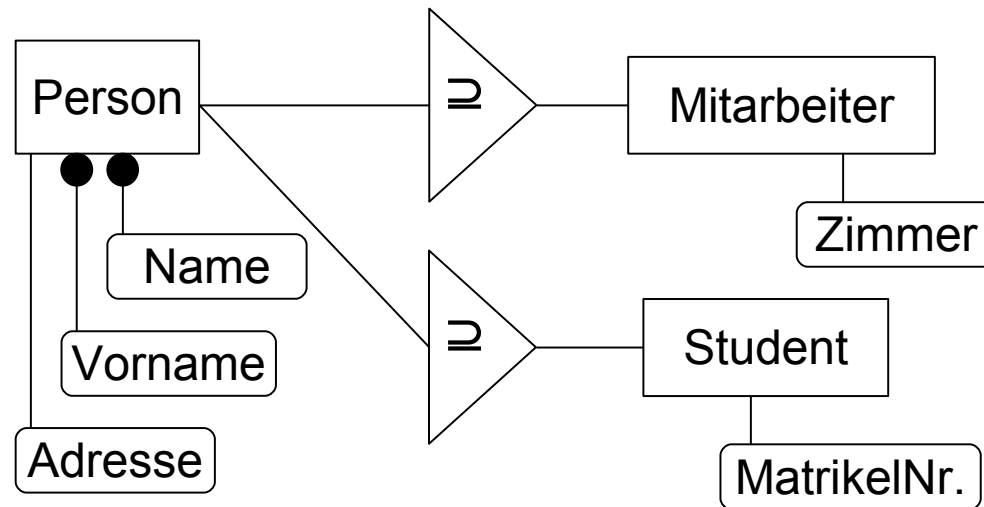 Person
⊇
Mitarbeiter
Zimmer
Name
Vorname
Adresse
⊇
Student
MatrikelNr.